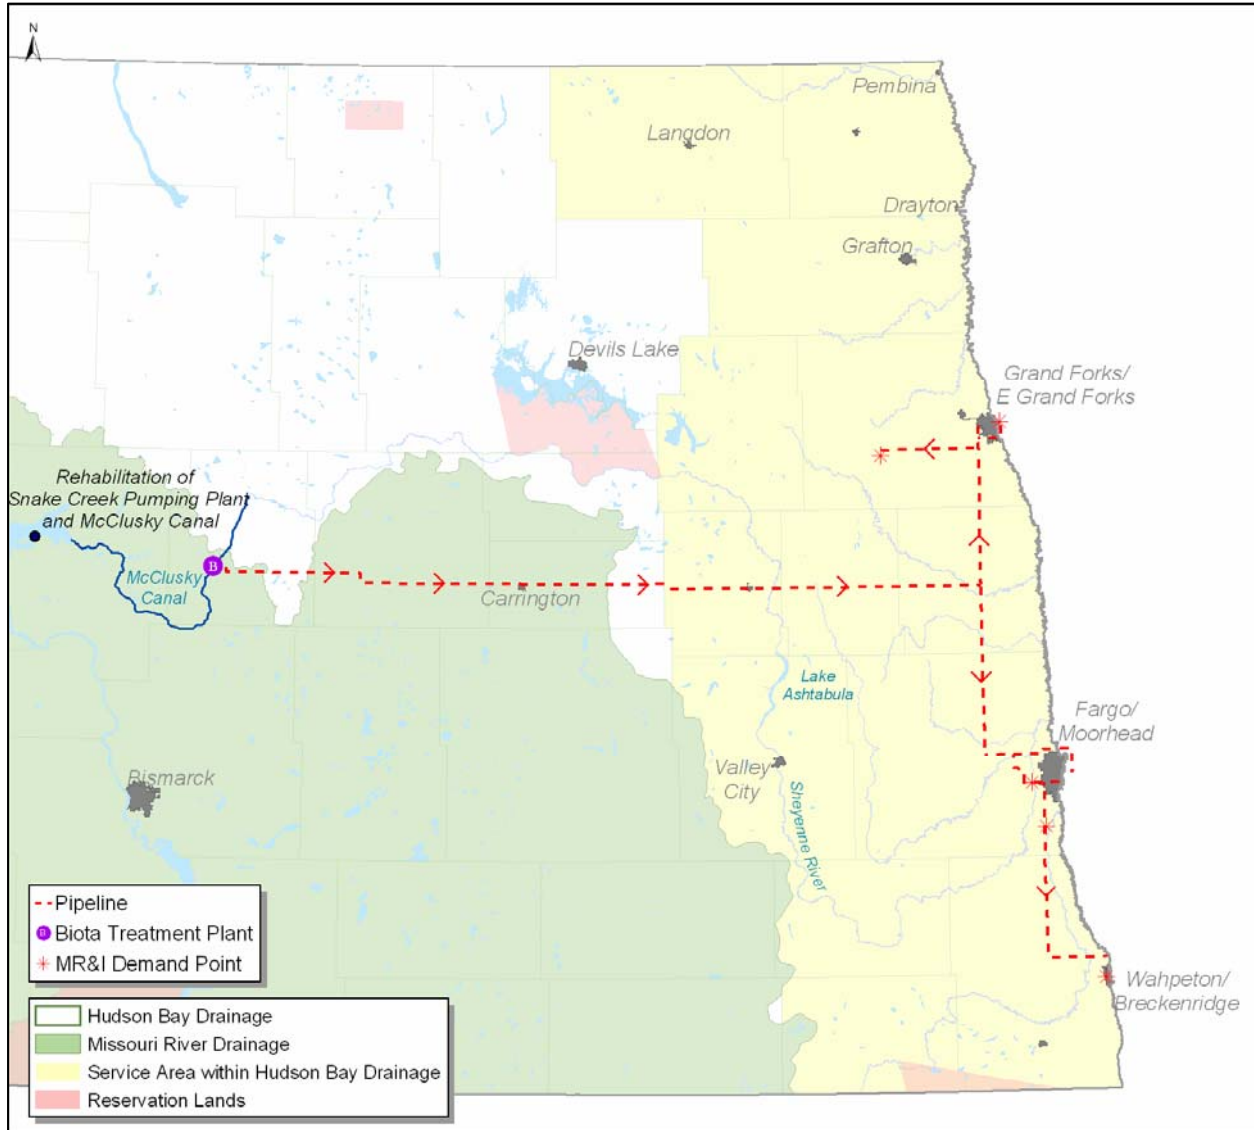 N
Pembina
Langdon
Drayton
Grafton
Devils Lake
Grand Forks/
E Grand Forks
Rehabilitation of
Snake Creek Pumping Plant
and McClusky Canal
B
McClusky
Canal
Carrington
Lake
Ashtabula
Fargo/
Moorhead
Bismarck
Valley
City
Sheyenne River
Wahpeton/
Breckenridge
Pipeline
B Biota Treatment Plant
MR&I Demand Point
Hudson Bay Drainage
Missouri River Drainage
Service Area within Hudson Bay Drainage
Reservation Lands